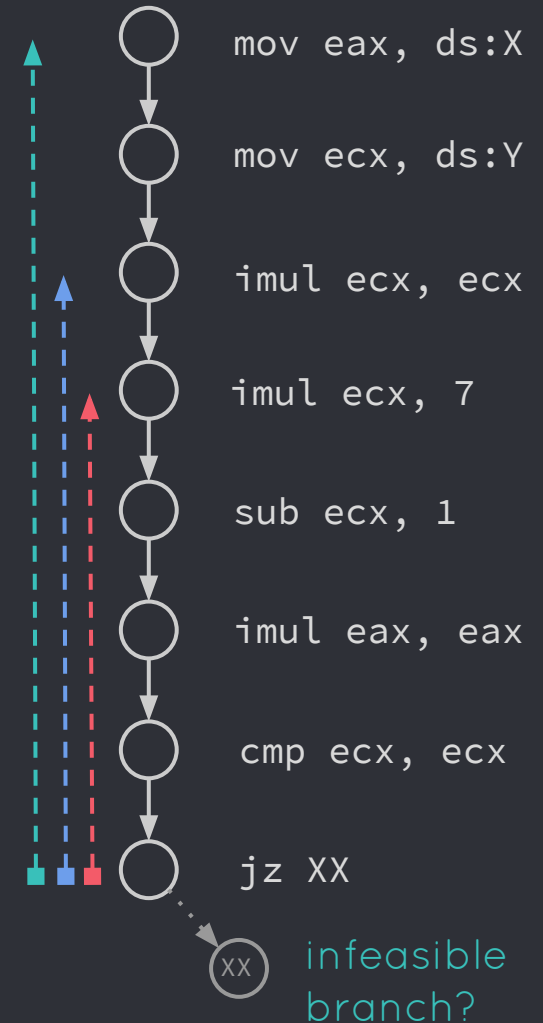 mov eax, ds:X
mov ecx, ds:Y
imul ecx, ecx
imul ecx, 7
sub ecx, 1
imul eax, eax
cmp ecx, ecx
jz XX
XX
infeasible
branch?